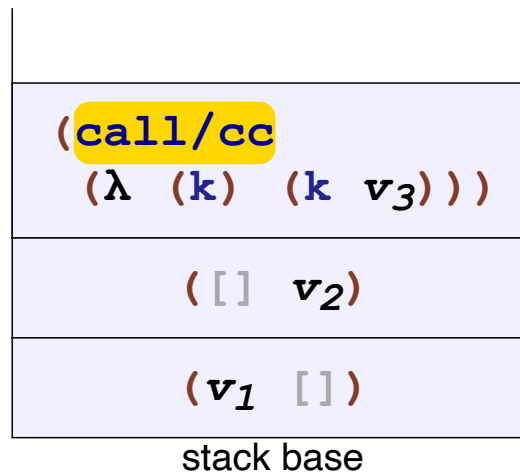 (call/cc
(λ (k) (k v3)))
([] v2)
(v1 [])
stack base